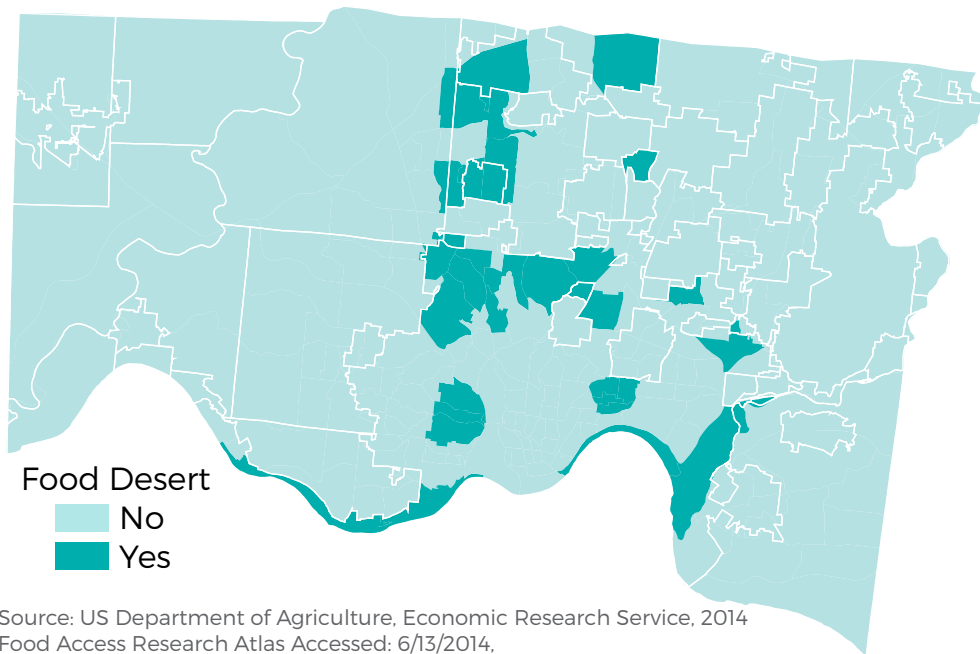 Food Desert
No
Yes
Source: US Department of Agriculture, Economic Research Service, 2014
Food Access Research Atlas Accessed: 6/13/2014,